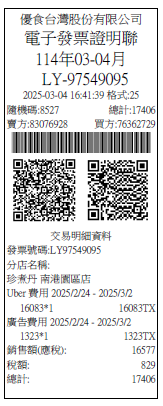 優食台灣股份有限公司
電子發票證明聯
114年03-04月
LY-97549095
2025-03-04 16:41:39 格式:25
隨機碼:8527 總計:17406
賣方:83076928 買方:76362729
交易明細資料
發票號碼:LY97549095
分店名稱:
珍煮丹 南港園區店
Uber 費用 2025/2/24 - 2025/3/2
16083*1 16083TX
廣告費用 2025/2/24 - 2025/3/2
1323*1 1323TX
銷售額(應稅): 16577
稅額: 829
總計: 17406